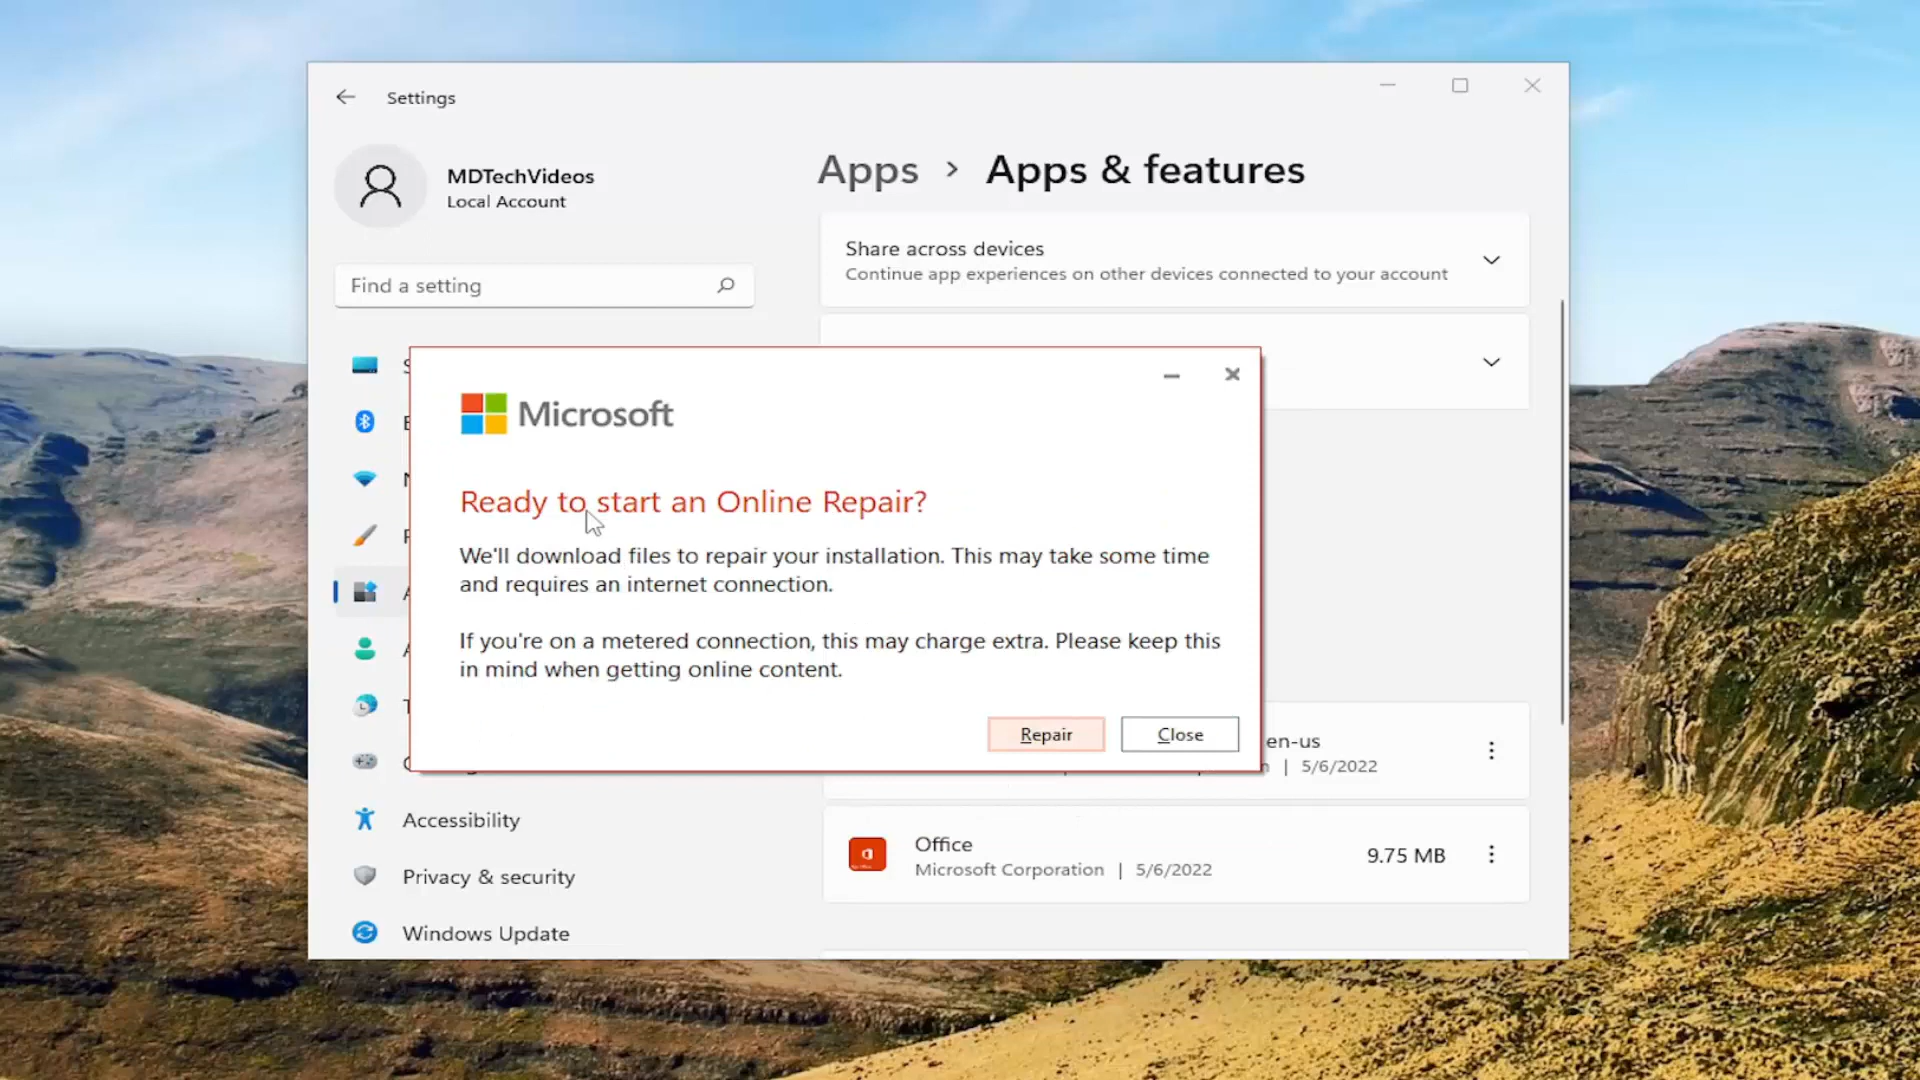 Settings
MDTechVideos
Local Account
Find a setting
Apps > Apps & features
Share across devices
Continue app experiences on other devices connected to your account
Microsoft
Ready to start an Online Repair?
We'll download files to repair your installation. This may take some time
and requires an internet connection.
If you're on a metered connection, this may charge extra. Please keep this
in mind when getting online content.
Repair
Close
en-us
| 5/6/2022
Accessibility
Office
9.75 MB
Microsoft Corporation | 5/6/2022
Privacy & security
Windows Update